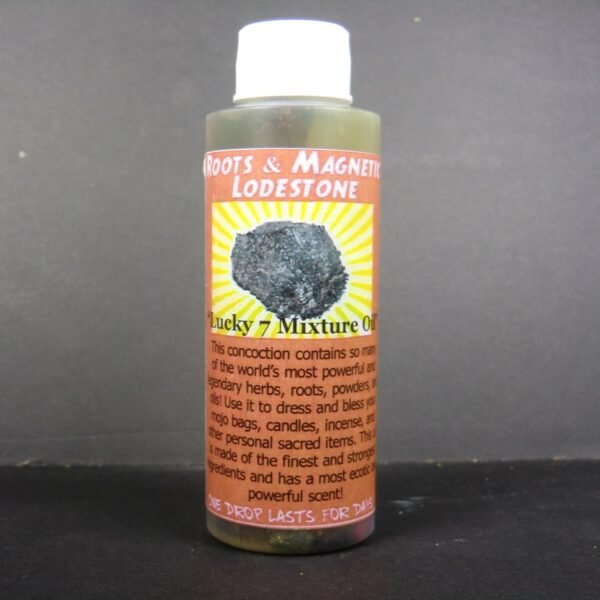 ROOTS & MAGNETIC
LODESTONE
"Lucky 7 Mixture Oil"
This concoction contains so many
of the world's most powerful and
legendary herbs, roots, powders, and
oils! Use it to dress and bless your
mojo bags, candles, incense, and
other personal sacred items. This
is made of the finest and strongest
ingredients and has a most ecotic and
powerful scent!
ONE DROP LASTS FOR DAYS